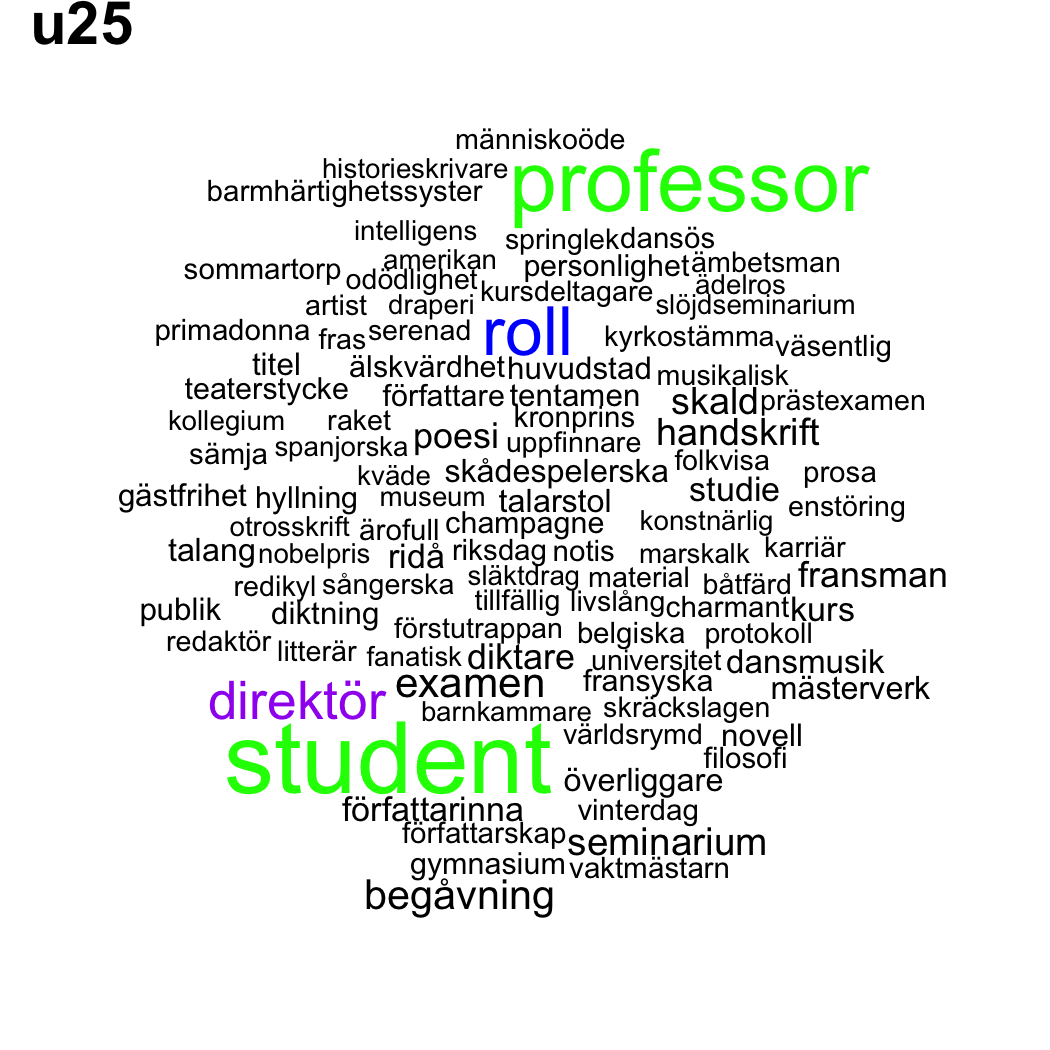 u25
människoöde
historieskrivare professor
barmhärtighetssyster
intelligens springlek dansös
amerikan personlighet ämbetsman
sommartorp odödlighet kursdeltagare ädelros
artist draperi slöjdseminarium
primadonna fras serenad roll kyrkostämma väsentlig
titel älskvärdhet huvudstad musikalisk
teaterstycke författare tentamen skald prästexamen
kollegium raket poesi kronprins handskrift
sämja spanjorska uppfinnare folkvisa
kväde skådespelerska prosa
gästfrihet hyllning museum talarstol studie enstöring
otrosskrift ärofull champagne konstnärlig
talang nobelpris ridå riksdag notis marskalk karriär
redikyl sångerska släktdrag material båtfärd fransman
publik diktning tillfällig livslång charmant kurs
redaktör förstutrappan belgiska protokoll
litterär fanatisk diktare universitet dansmusik
direktör examen fransyska mästerverk
barnkammare skräckslagen
student världsrymd novell
filosofi
överliggare
författarinna vinterdag
författarskap seminarium
gymnasium vaktmästarn
begåvning